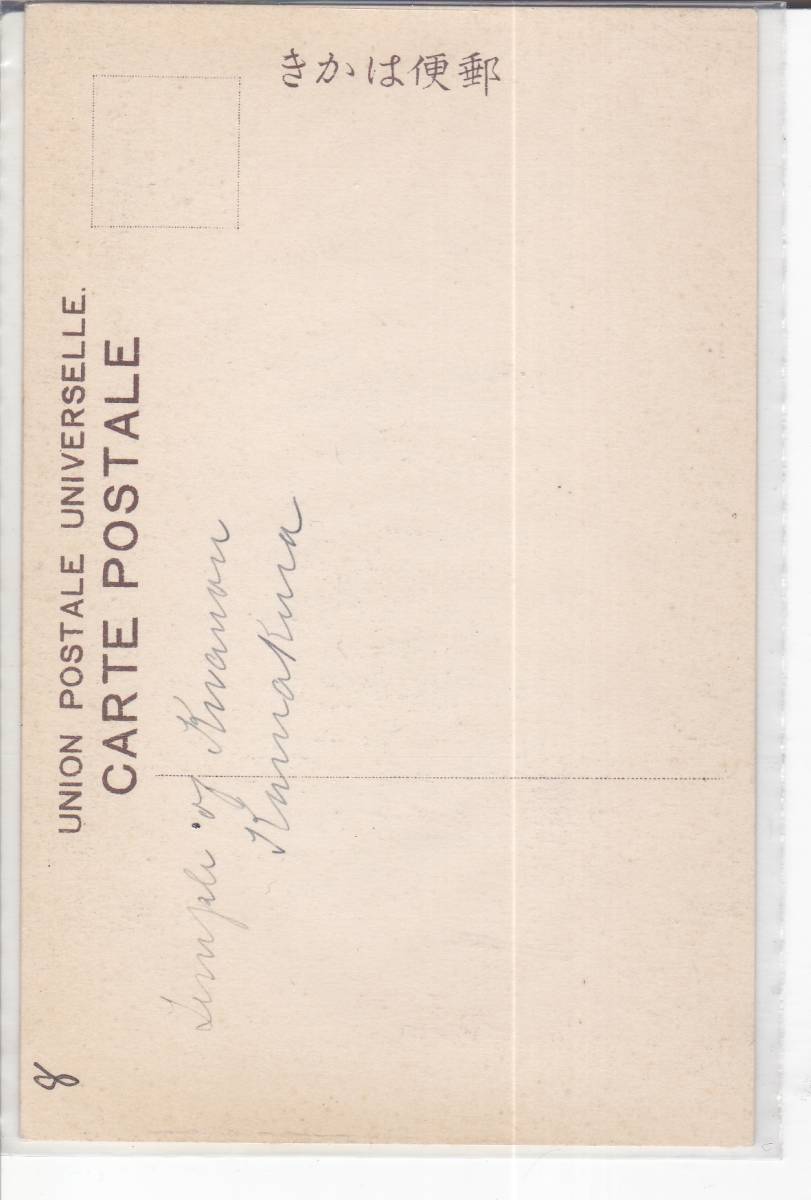 きかは便郵
UNION POSTALE UNIVERSELLE.
CARTE POSTALE
Temple of Kwanon
Kamakura
8